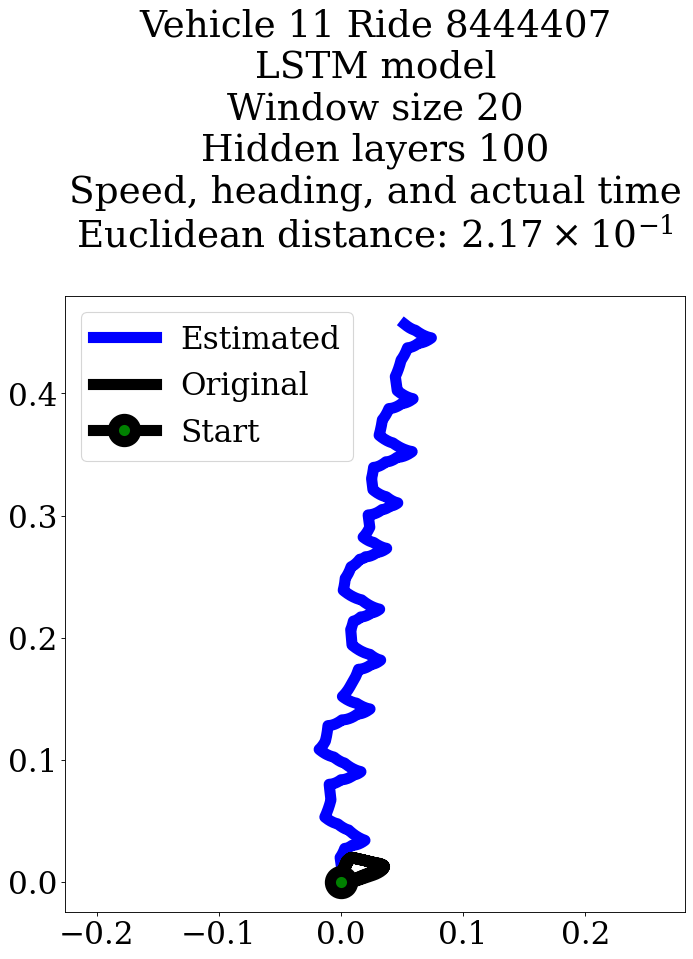 Vehicle 11 Ride 8444407
LSTM model
Window size 20
Hidden layers 100
Speed, heading, and actual time
Euclidean distance: 2.17 × 10⁻¹
Estimated
Original
Start
0.4
0.3
0.2
0.1
0.0
−0.2 −0.1 0.0 0.1 0.2